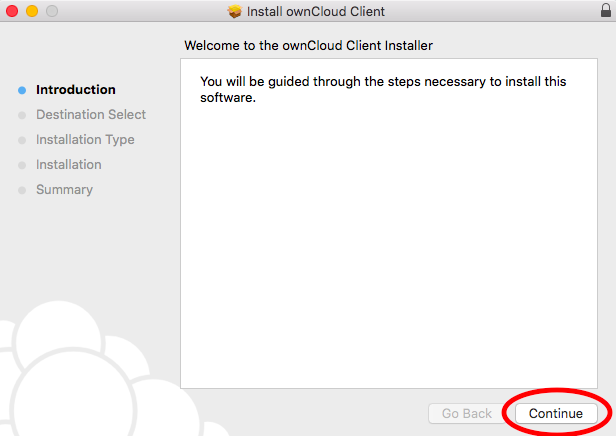 Install ownCloud Client
Welcome to the ownCloud Client Installer
Introduction
Destination Select
Installation Type
Installation
Summary
You will be guided through the steps necessary to install this
software.
Go Back
Continue